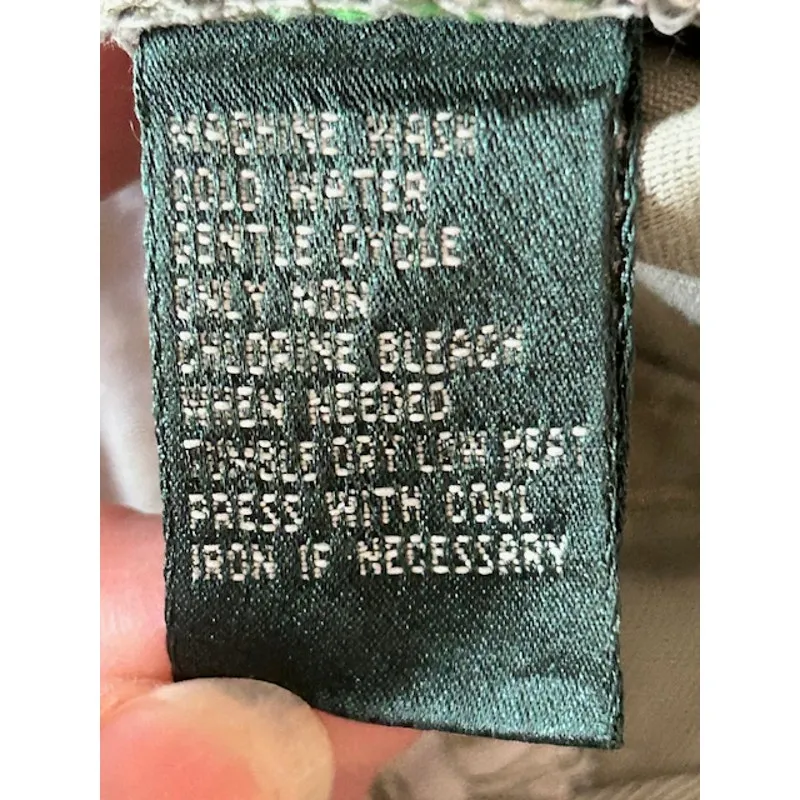 MACHINE WASH
COLD WATER
GENTLE CYCLE
ONLY NON
CHLORINE BLEACH
WHEN NEEDED
TUMBLE DRY LOW HEAT
PRESS WITH COOL
IRON IF NECESSARY